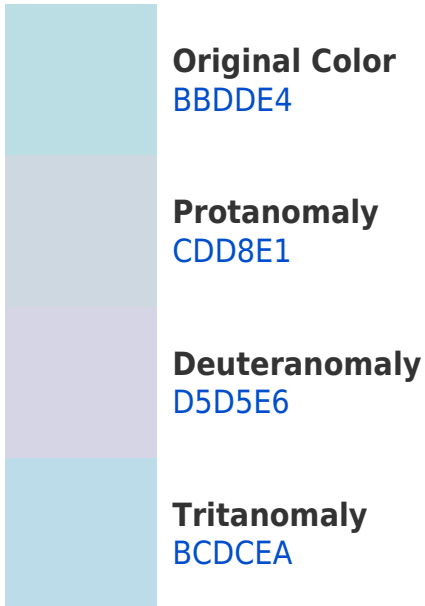 Original Color
BBDDE4
Protanomaly
CDD8E1
Deuteranomaly
D5D5E6
Tritanomaly
BCDCEA